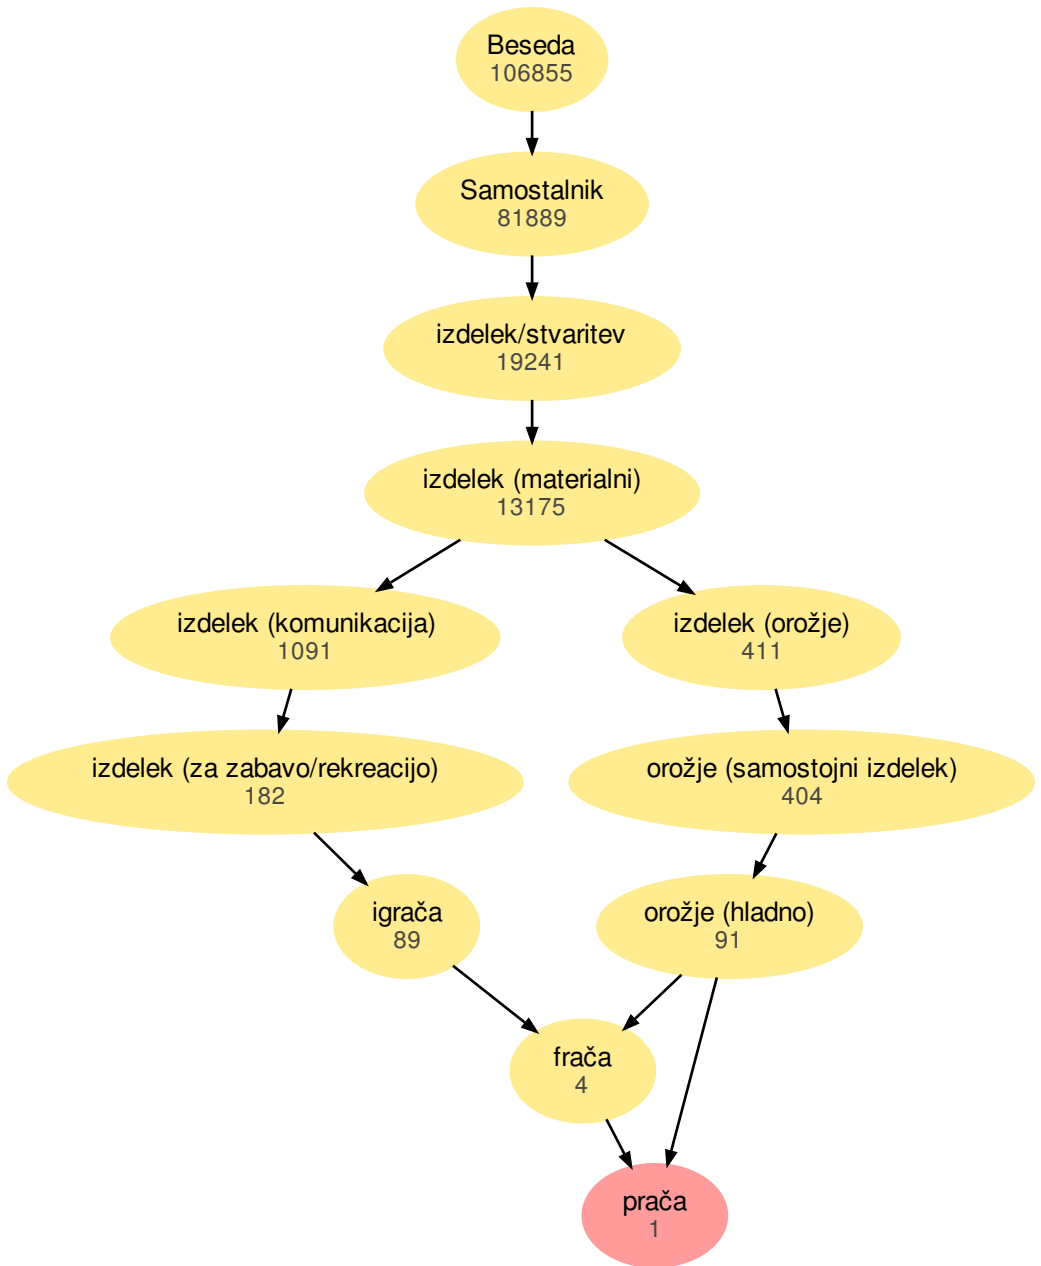 Beseda
106855
Samostalnik
81889
izdelek/stvaritev
19241
izdelek (materialni)
13175
izdelek (komunikacija)
1091
izdelek (orožje)
411
izdelek (za zabavo/rekreacijo)
182
orožje (samostojni izdelek)
404
igrača
89
orožje (hladno)
91
frača
4
prača
1